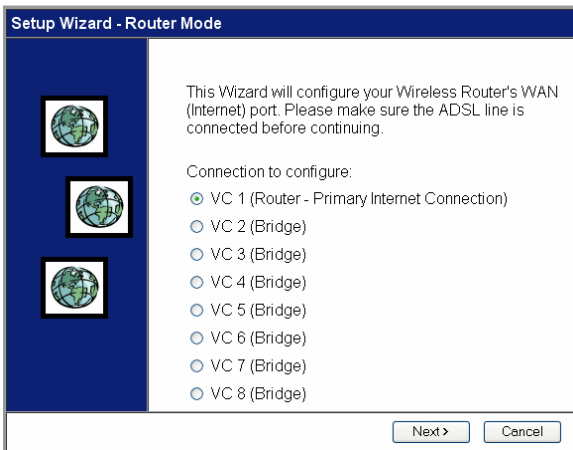 Setup Wizard - Router Mode
This Wizard will configure your Wireless Router's WAN
(Internet) port. Please make sure the ADSL line is
connected before continuing.
Connection to configure:
VC 1 (Router - Primary Internet Connection)
VC 2 (Bridge)
VC 3 (Bridge)
VC 4 (Bridge)
VC 5 (Bridge)
VC 6 (Bridge)
VC 7 (Bridge)
VC 8 (Bridge)
Next >
Cancel